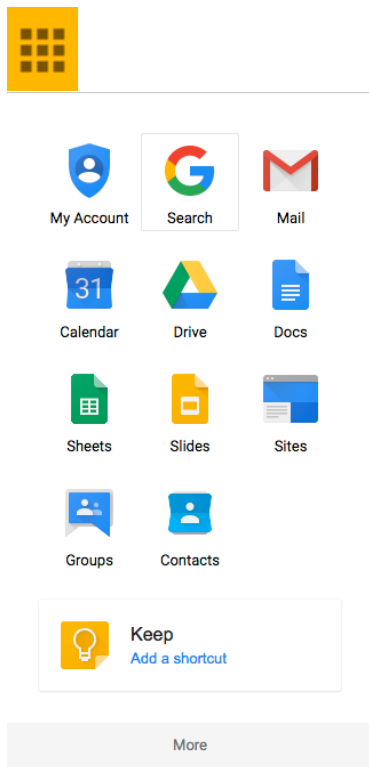 My Account Search Mail
31
Calendar Drive Docs
Sheets Slides Sites
Groups Contacts
Keep
Add a shortcut
More